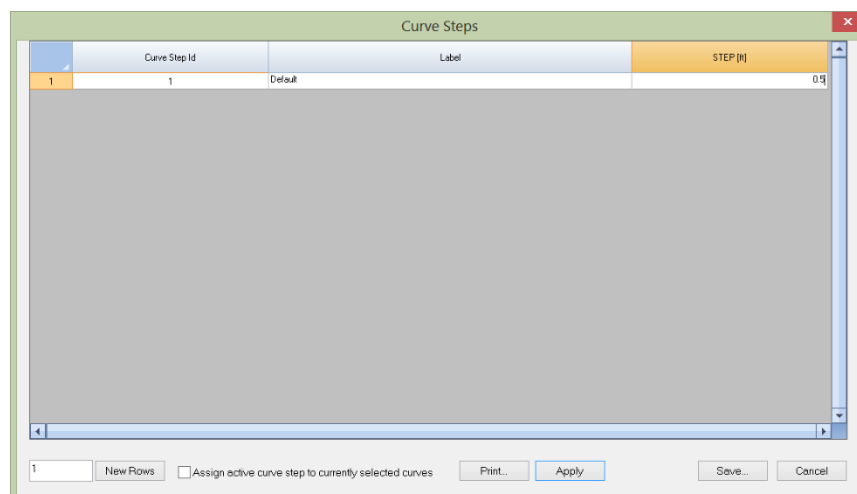 Curve Steps
Curve Step Id Label STEP [ft]
1 1 Default 0.5
1 New Rows Assign active curve step to currently selected curves Print... Apply Save... Cancel